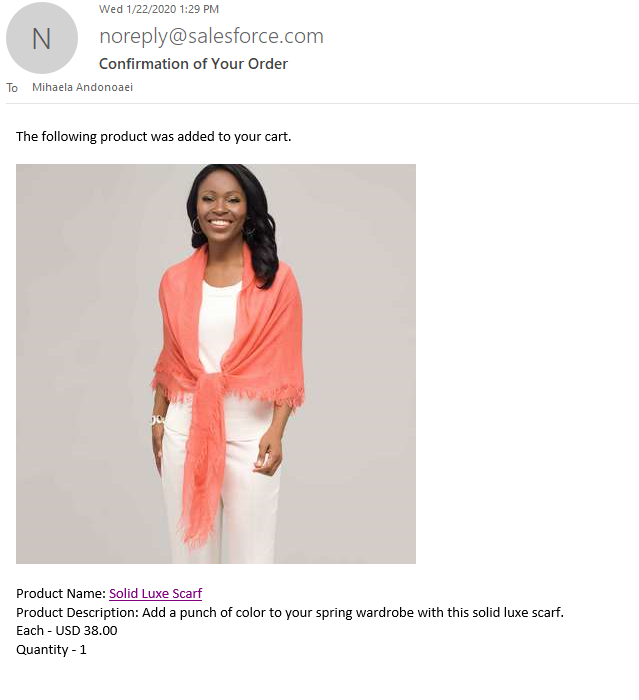 Wed 1/22/2020 1:29 PM
N
noreply@salesforce.com
Confirmation of Your Order
To Mihaela Andonoaei
The following product was added to your cart.
Product Name: Solid Luxe Scarf
Product Description: Add a punch of color to your spring wardrobe with this solid luxe scarf.
Each - USD 38.00
Quantity - 1